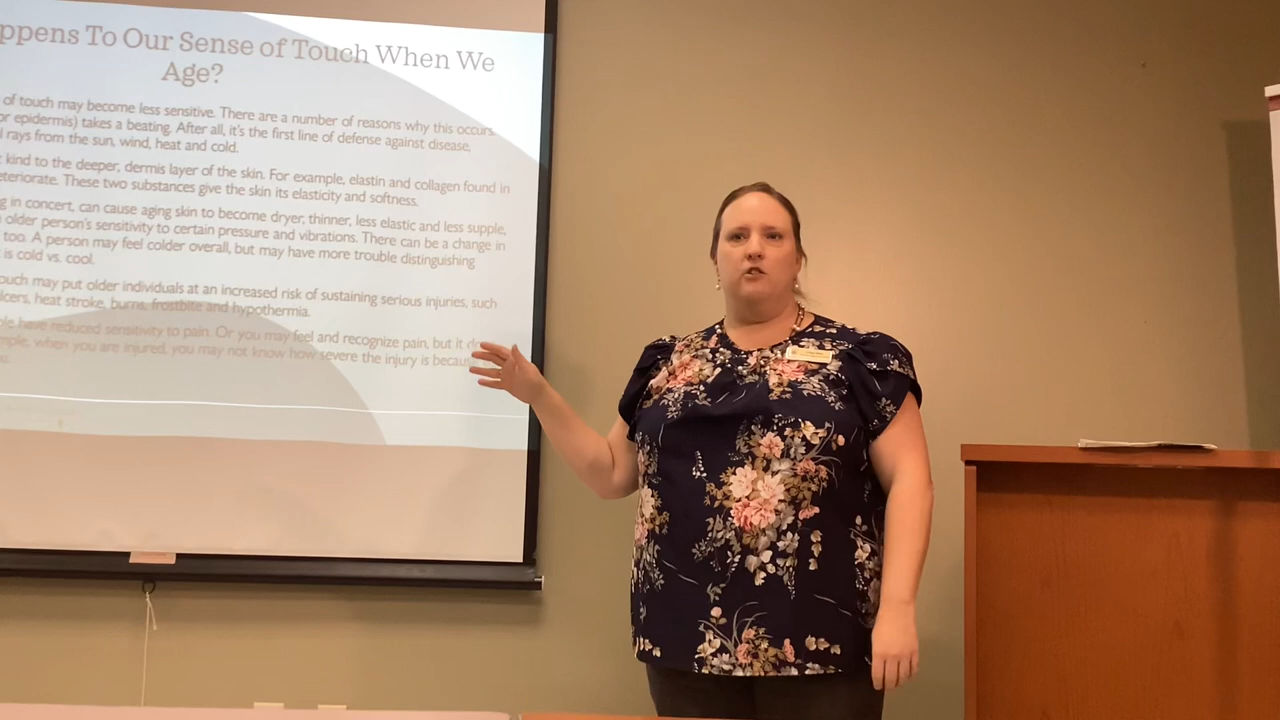 ppens To Our Sense of Touch When We
Age?
of touch may become less sensitive. There are a number of reasons why this occurs.
or epidermis) takes a beating. After all, it's the first line of defense against disease,
rays from the sun, wind, heat and cold.
kind to the deeper, dermis layer of the skin. For example, elastin and collagen found in
eteriorate. These two substances give the skin its elasticity and softness.
g in concert, can cause aging skin to become dryer, thinner, less elastic and less supple,
older person's sensitivity to certain pressure and vibrations. There can be a change in
too. A person may feel colder overall, but may have more trouble distinguishing
is cold vs. cool.
ouch may put older individuals at an increased risk of sustaining serious injuries, such
lcers, heat stroke, burns, frostbite and hypothermia.
ple have reduced sensitivity to pain. Or you may feel and recognize pain, but it do
mple, when you are injured, you may not know how severe the injury is becau
u.